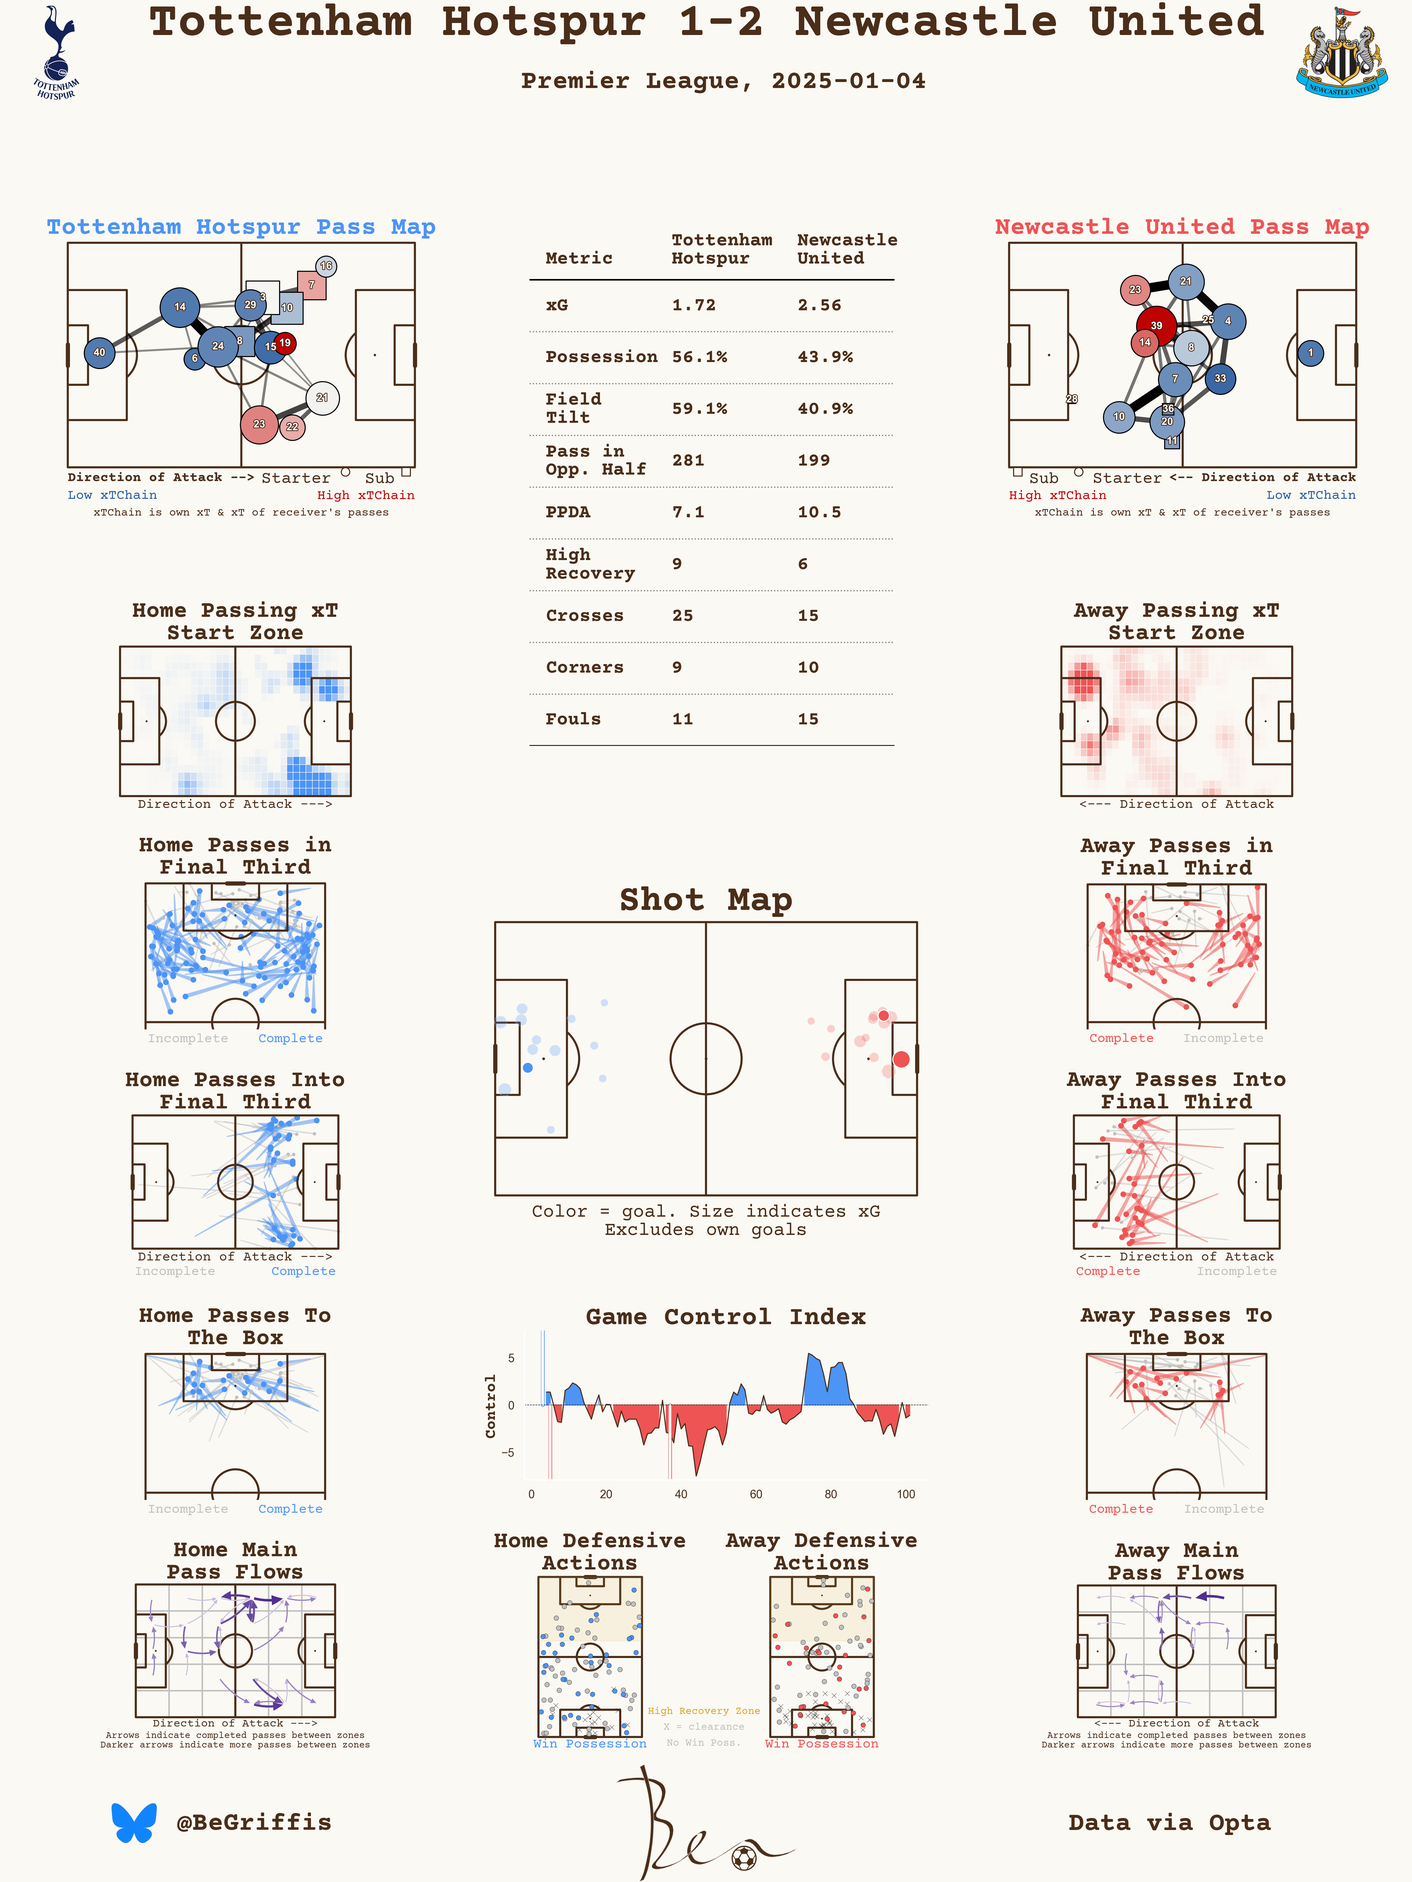 Tottenham Hotspur 1-2 Newcastle United
Premier League, 2025-01-04
TOTTENHAM
HOTSPUR
NEWCASTLE UNITED
Tottenham Hotspur Pass Map
16
7
3
10
14
29
8
24
15
19
40
6
21
23
22
Direction of Attack --> Starter Sub
Low xTChain High xTChain
xTChain is own xT & xT of receiver's passes
Metric Tottenham Hotspur Newcastle United
xG 1.72 2.56
Possession 56.1% 43.9%
Field Tilt 59.1% 40.9%
Pass in Opp. Half 281 199
PPDA 7.1 10.5
High Recovery 9 6
Crosses 25 15
Corners 9 10
Fouls 11 15
Newcastle United Pass Map
23
21
39
25
4
14
8
1
7
33
28
10
36
20
11
Sub Starter <-- Direction of Attack
High xTChain Low xTChain
xTChain is own xT & xT of receiver's passes
Home Passing xT
Start Zone
Direction of Attack --->
Away Passing xT
Start Zone
<--- Direction of Attack
Home Passes in
Final Third
Incomplete Complete
Away Passes in
Final Third
Complete Incomplete
Shot Map
Color = goal. Size indicates xG
Excludes own goals
Home Passes Into
Final Third
Direction of Attack --->
Incomplete Complete
Away Passes Into
Final Third
<--- Direction of Attack
Complete Incomplete
Home Passes To
The Box
Incomplete Complete
Game Control Index
Control
5
0
−5
0 20 40 60 80 100
Away Passes To
The Box
Complete Incomplete
Home Main
Pass Flows
Direction of Attack --->
Arrows indicate completed passes between zones
Darker arrows indicate more passes between zones
Home Defensive
Actions
Win Possession
Away Defensive
Actions
Win Possession
High Recovery Zone
X = clearance
No Win Poss.
Away Main
Pass Flows
<--- Direction of Attack
Arrows indicate completed passes between zones
Darker arrows indicate more passes between zones
@BeGriffis
Ben
Data via Opta